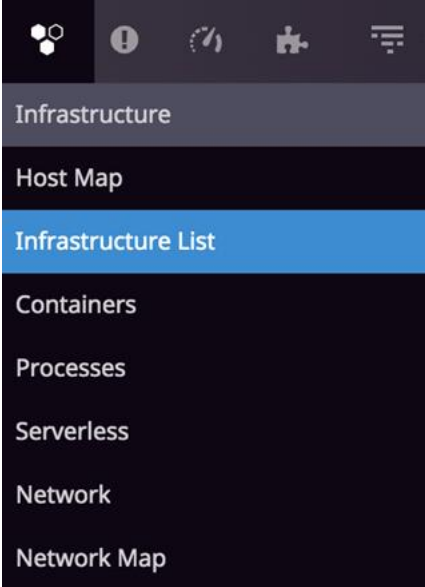 Infrastructure
Host Map
Infrastructure List
Containers
Processes
Serverless
Network
Network Map